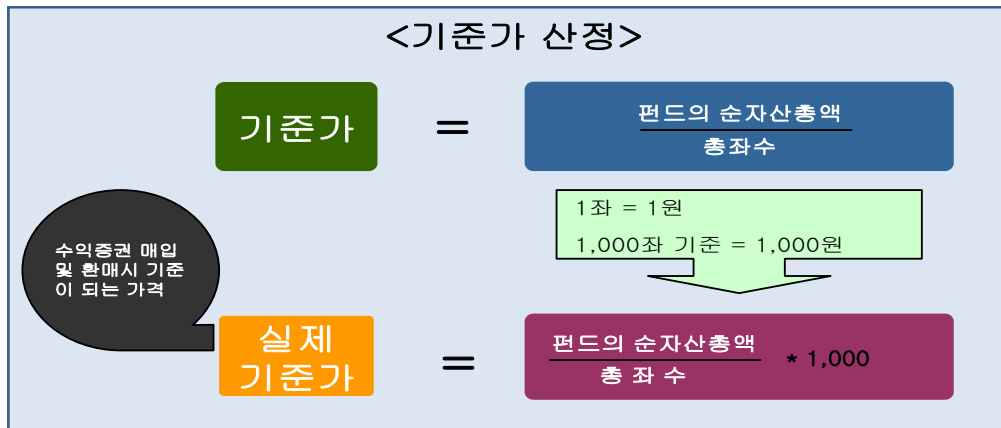 <기준가 산정>
기준가
=
펀드의 순자산총액
총좌수
1좌 = 1원
1,000좌 기준 = 1,000원
수익증권 매입
및 환매시 기준
이 되는 가격
실제
기준가
=
펀드의 순자산총액
총 좌 수
* 1,000